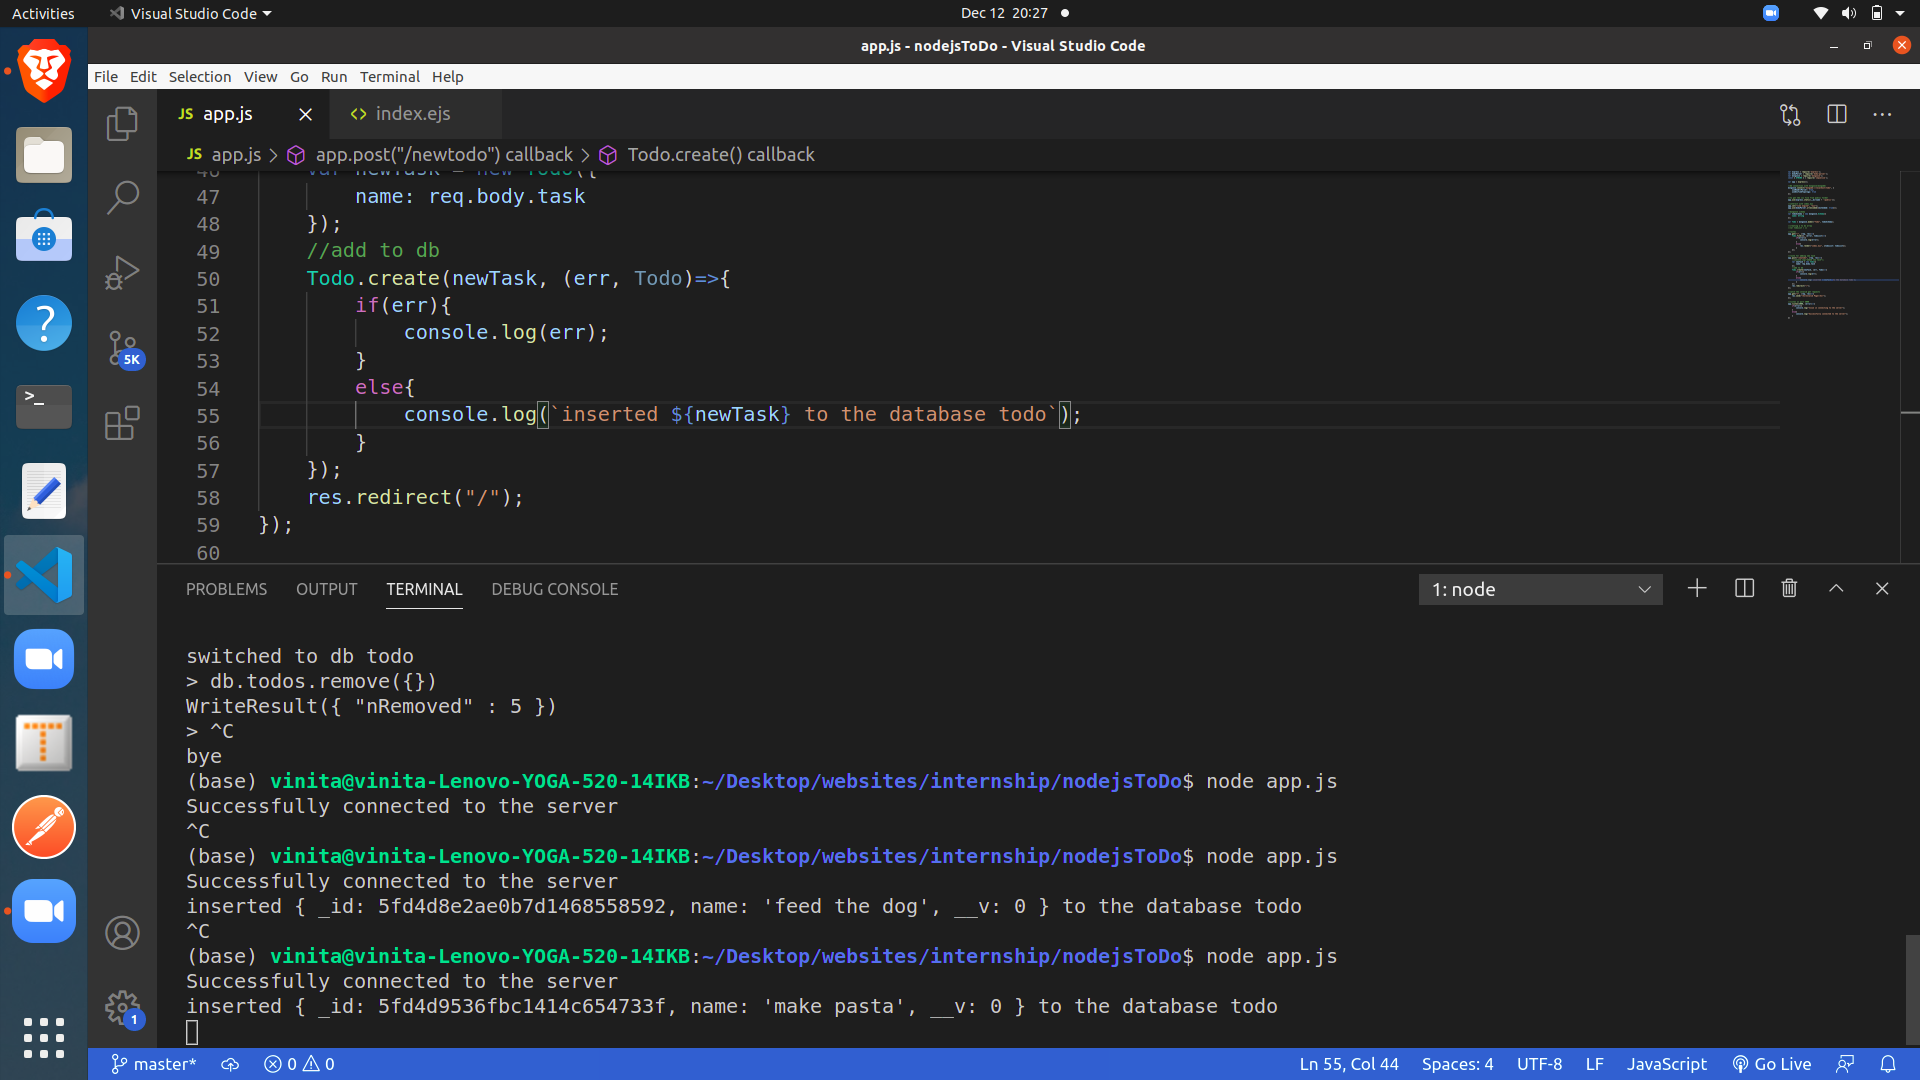 Activities
Visual Studio Code
Dec 12 20:27
app.js - nodejsToDo - Visual Studio Code
File Edit Selection View Go Run Terminal Help
JS app.js
<> index.ejs
JS app.js > app.post("/newtodo") callback > Todo.create() callback
46 var newTask = new Todo({
47 name: req.body.task
48 });
49 //add to db
50 Todo.create(newTask, (err, Todo)=>{
51 if(err){
52 console.log(err);
53 }
54 else{
55 console.log(`inserted ${newTask} to the database todo`);
56 }
57 });
58 res.redirect("/");
59 });
60
5K
PROBLEMS OUTPUT TERMINAL DEBUG CONSOLE
1: node
switched to db todo
> db.todos.remove({})
WriteResult({ "nRemoved" : 5 })
> ^C
bye
(base) vinita@vinita-Lenovo-YOGA-520-14IKB:~/Desktop/websites/internship/nodejsToDo$ node app.js
Successfully connected to the server
^C
(base) vinita@vinita-Lenovo-YOGA-520-14IKB:~/Desktop/websites/internship/nodejsToDo$ node app.js
Successfully connected to the server
inserted { _id: 5fd4d8e2ae0b7d1468558592, name: 'feed the dog', __v: 0 } to the database todo
^C
(base) vinita@vinita-Lenovo-YOGA-520-14IKB:~/Desktop/websites/internship/nodejsToDo$ node app.js
Successfully connected to the server
inserted { _id: 5fd4d9536fbc1414c654733f, name: 'make pasta', __v: 0 } to the database todo
1
master* 0 0
Ln 55, Col 44 Spaces: 4 UTF-8 LF JavaScript Go Live